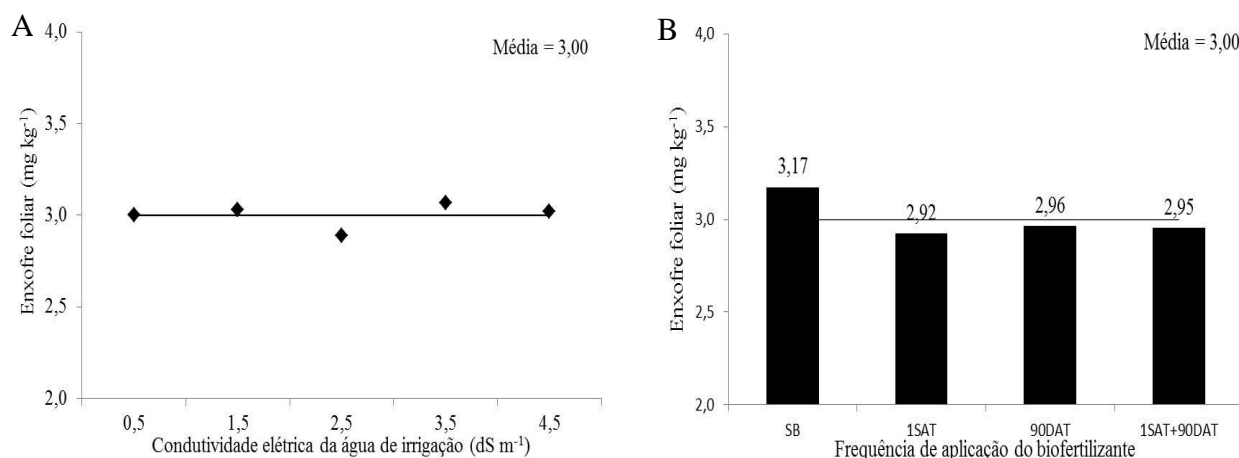 A
Média = 3,00
Enxofre foliar (mg kg⁻¹)
4,0
3,5
3,0
2,5
2,0
0,5 1,5 2,5 3,5 4,5
Condutividade elétrica da água de irrigação (dS m⁻¹)
B
Média = 3,00
Enxofre foliar (mg kg⁻¹)
4,0
3,5
3,0
2,5
2,0
3,17
2,92
2,96
2,95
SB 1SAT 90DAT 1SAT+90DAT
Frequência de aplicação do biofertilizante